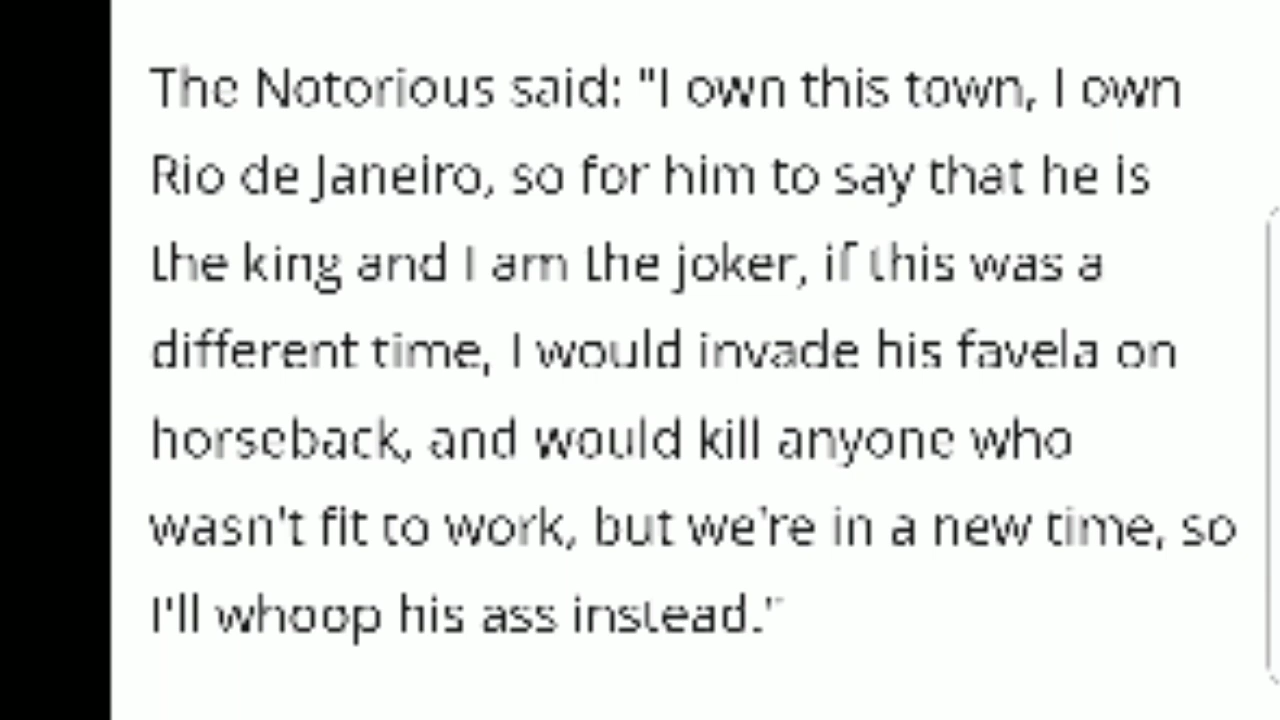 The Notorious said: "I own this town, I own
Rio de Janeiro, so for him to say that he is
the king and I am the joker, if this was a
different time, I would invade his favela on
horseback, and would kill anyone who
wasn't fit to work, but we're in a new time, so
I'll whoop his ass instead."